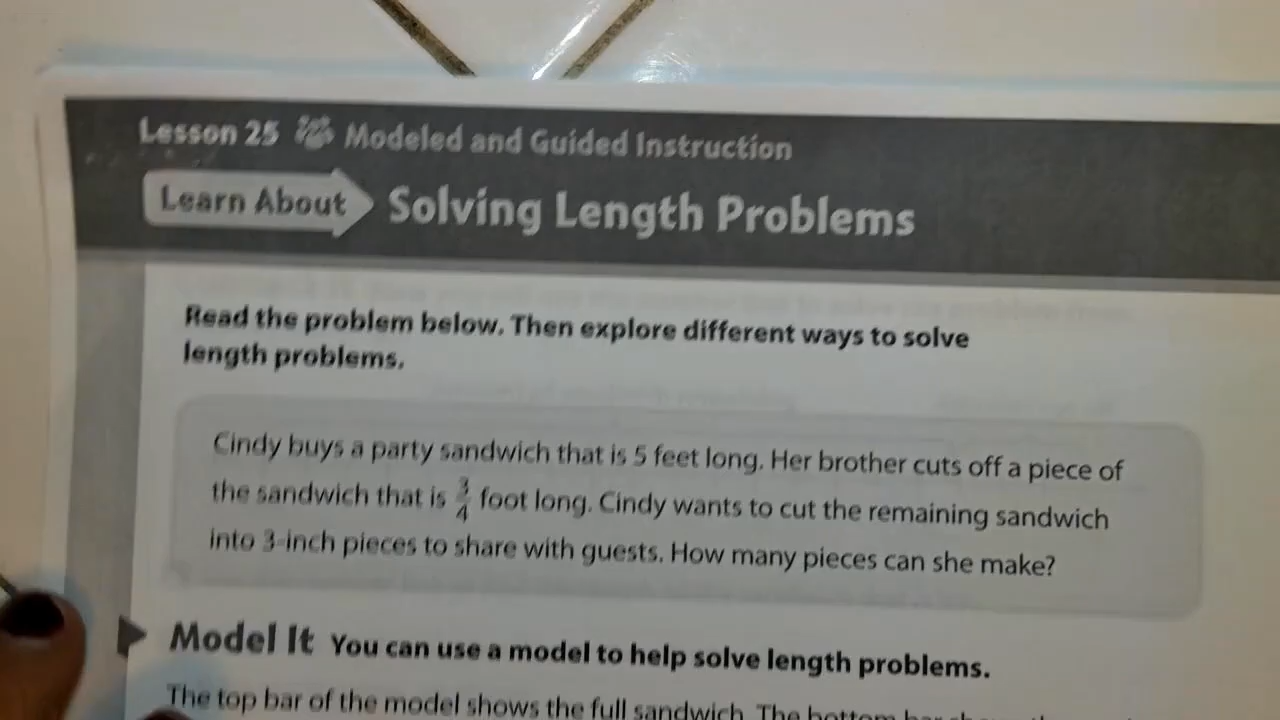 Lesson 25 Modeled and Guided Instruction
Learn About Solving Length Problems
Read the problem below. Then explore different ways to solve
length problems.
Cindy buys a party sandwich that is 5 feet long. Her brother cuts off a piece of
the sandwich that is 3/4 foot long. Cindy wants to cut the remaining sandwich
into 3-inch pieces to share with guests. How many pieces can she make?
Model It You can use a model to help solve length problems.
The top bar of the model shows the full sandwich. The bottom bar